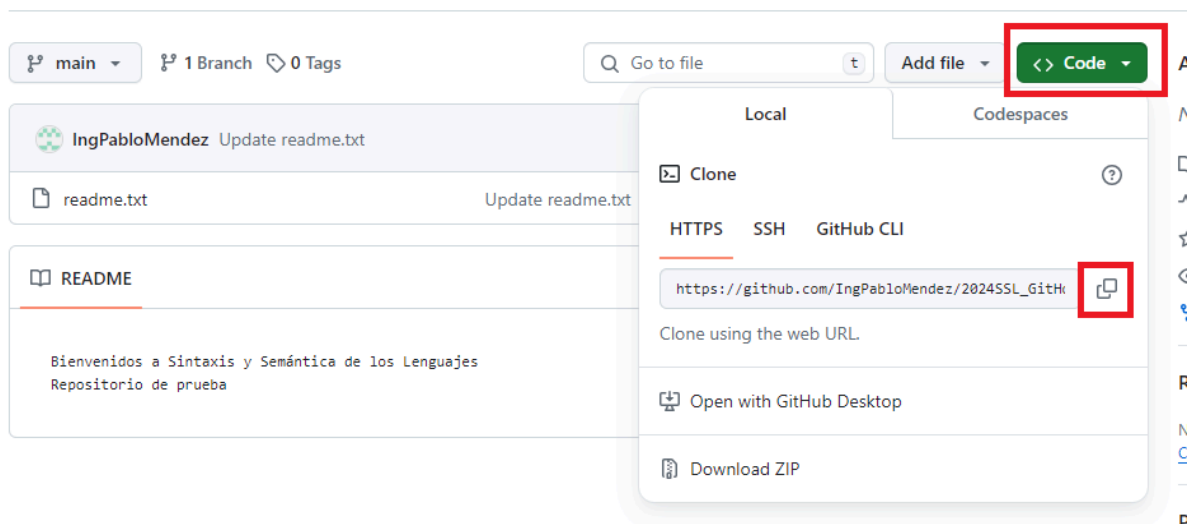 main 1 Branch 0 Tags Go to file t Add file <> Code
Local Codespaces
IngPabloMendez Update readme.txt
Clone
readme.txt Update readme.txt
HTTPS SSH GitHub CLI
README
https://github.com/IngPabloMendez/2024SSL_GitH
Clone using the web URL.
Bienvenidos a Sintaxis y Semántica de los Lenguajes
Repositorio de prueba
Open with GitHub Desktop
Download ZIP